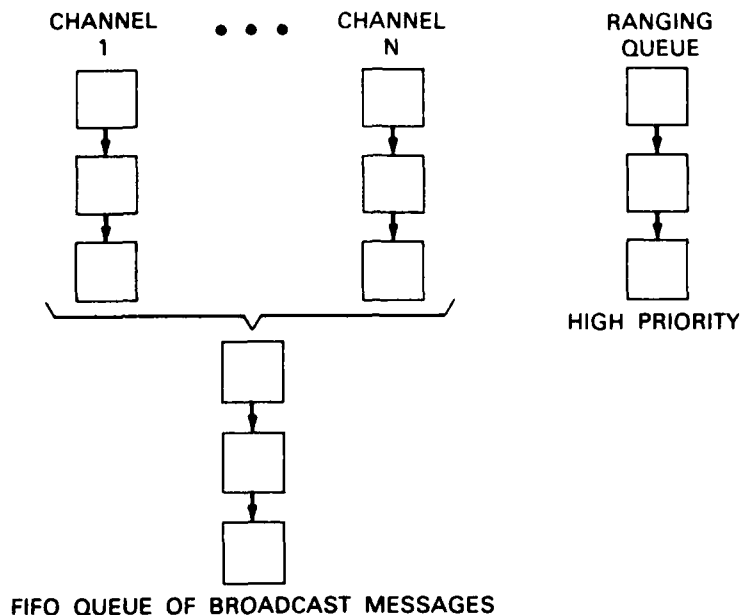 CHANNEL
1
• • •
CHANNEL
N
RANGING
QUEUE
HIGH PRIORITY
FIFO QUEUE OF BROADCAST MESSAGES